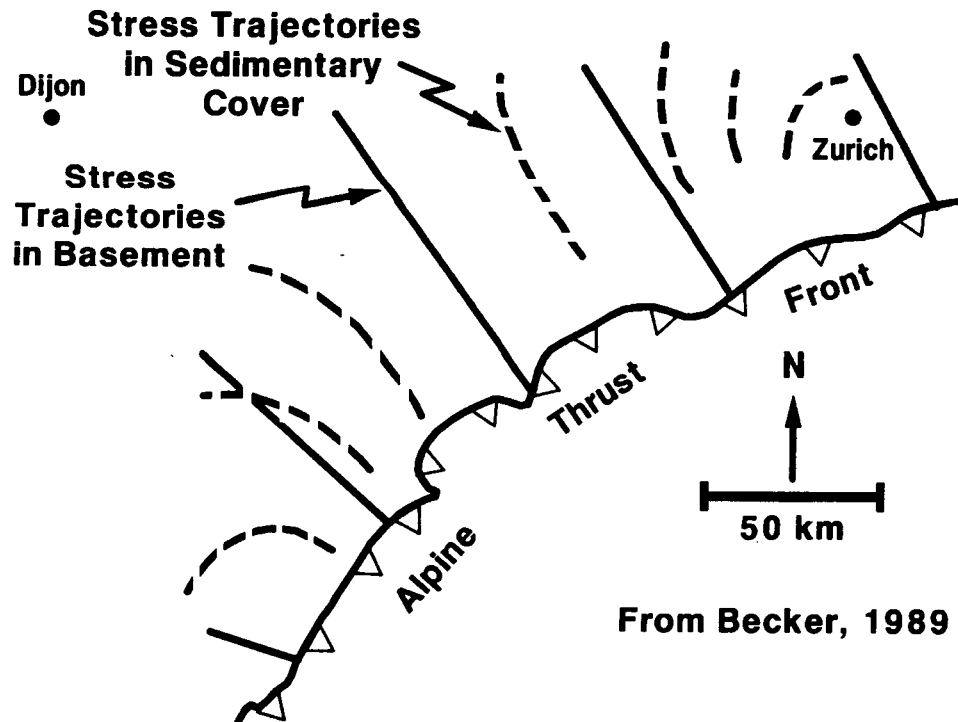 Stress Trajectories
in Sedimentary
Cover
Dijon
Zurich
Stress
Trajectories
in Basement
Front
Thrust
Alpine
N
50 km
From Becker, 1989